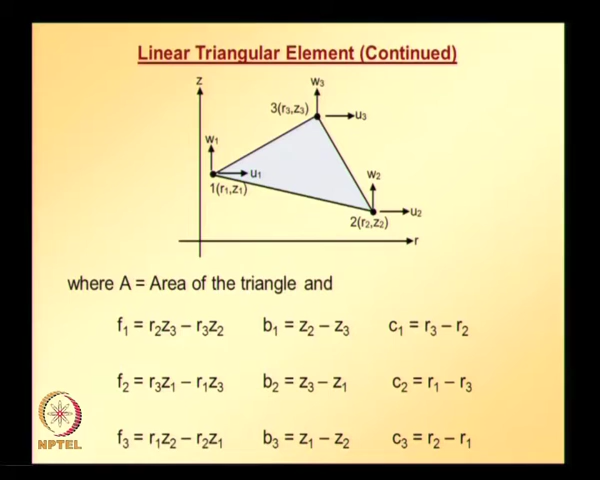 Linear Triangular Element (Continued)
z
w₃
3(r₃,z₃)
u₃
w₁
u₁
w₂
1(r₁,z₁)
u₂
2(r₂,z₂)
r
where A = Area of the triangle and
f₁ = r₂z₃ – r₃z₂ b₁ = z₂ – z₃ c₁ = r₃ – r₂
f₂ = r₃z₁ – r₁z₃ b₂ = z₃ – z₁ c₂ = r₁ – r₃
f₃ = r₁z₂ – r₂z₁ b₃ = z₁ – z₂ c₃ = r₂ – r₁
NPTEL